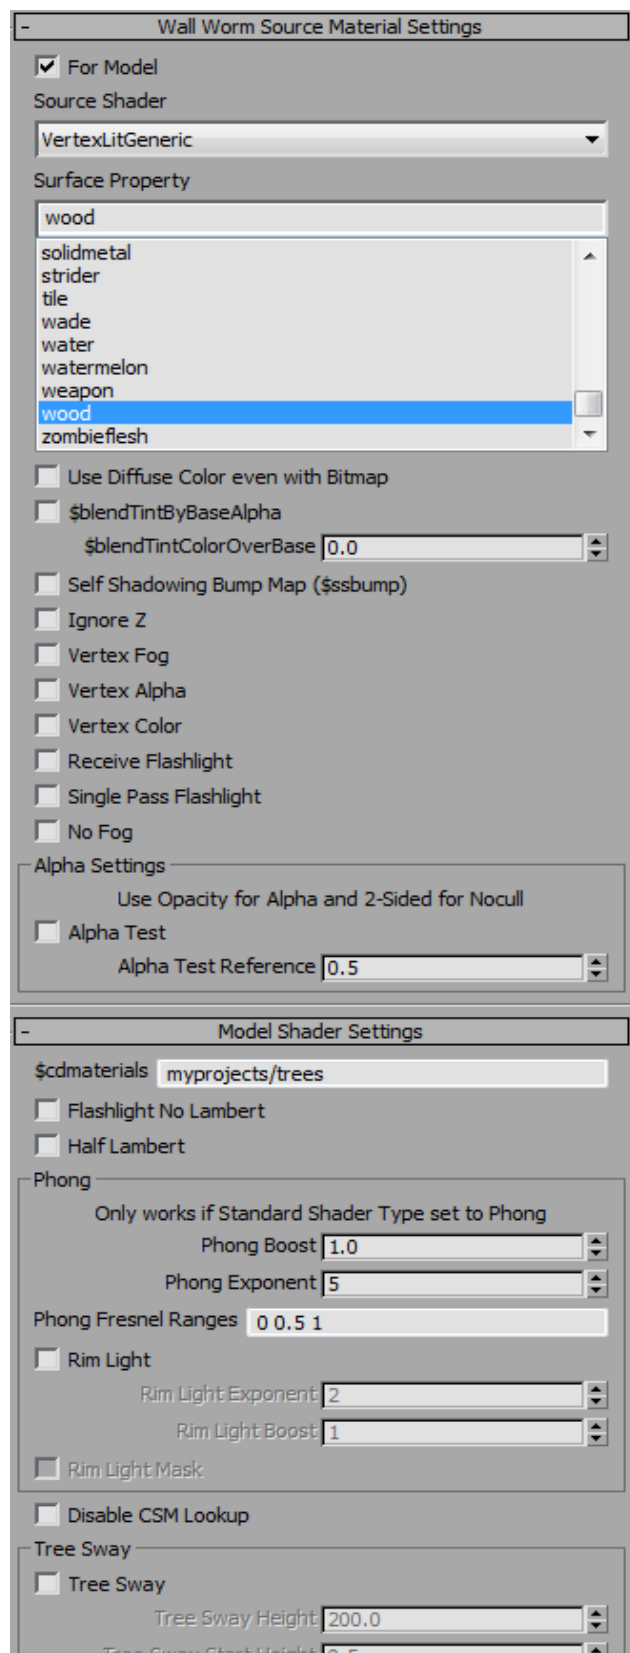 - Wall Worm Source Material Settings
For Model
Source Shader
VertexLitGeneric
Surface Property
wood
solidmetal
strider
tile
wade
water
watermelon
weapon
wood
zombieflesh
Use Diffuse Color even with Bitmap
$blendTintByBaseAlpha
$blendTintColorOverBase 0.0
Self Shadowing Bump Map ($ssbump)
Ignore Z
Vertex Fog
Vertex Alpha
Vertex Color
Receive Flashlight
Single Pass Flashlight
No Fog
Alpha Settings
Use Opacity for Alpha and 2-Sided for Nocull
Alpha Test
Alpha Test Reference 0.5
- Model Shader Settings
$cdmaterials myprojects/trees
Flashlight No Lambert
Half Lambert
Phong
Only works if Standard Shader Type set to Phong
Phong Boost 1.0
Phong Exponent 5
Phong Fresnel Ranges 0 0.5 1
Rim Light
Rim Light Exponent 2
Rim Light Boost 1
Rim Light Mask
Disable CSM Lookup
Tree Sway
Tree Sway
Tree Sway Height 200.0
Tree Sway Start Height